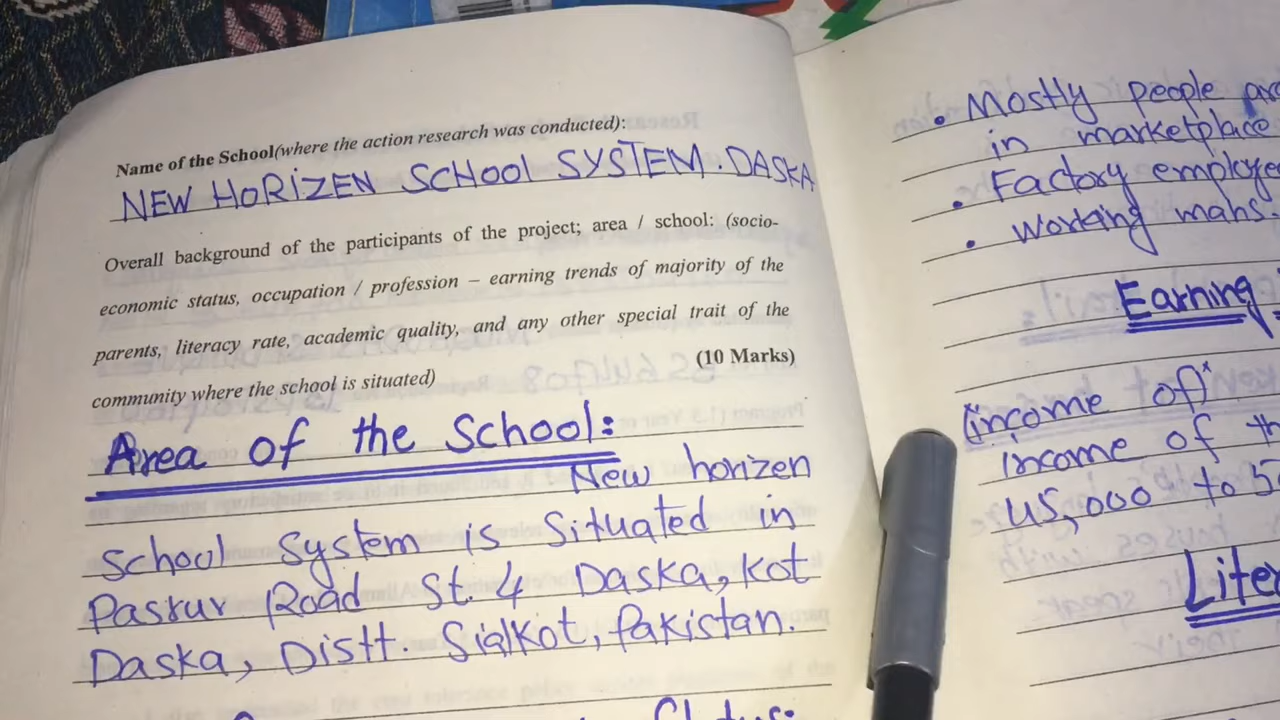 Name of the School(where the action research was conducted):
NEW HORIZEN SCHOOL SYSTEM. DASKA
Overall background of the participants of the project; area / school: (socio-
economic status, occupation / profession – earning trends of majority of the
parents, literacy rate, academic quality, and any other special trait of the
community where the school is situated)
(10 Marks)
Area of the School:
New horizen
School System is Situated in
Pasrur Road St. 4 Daska, Kot
Daska, Distt. Sialkot, Pakistan.
• Mostly people
in marketplace
• Factory
• Working mahs.
Earning
income of
income of
45,000 to